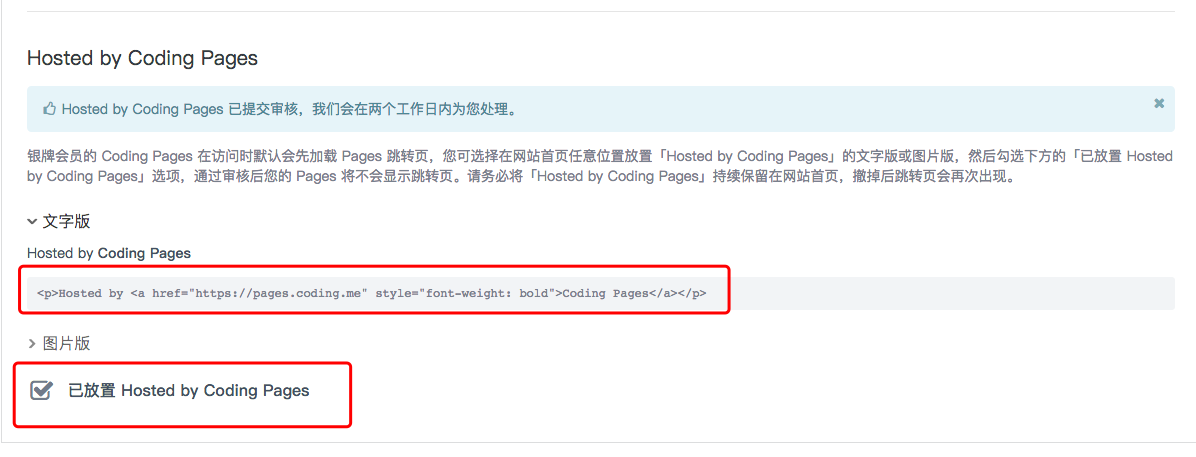 Hosted by Coding Pages
Hosted by Coding Pages 已提交审核，我们会在两个工作日内为您处理。
银牌会员的 Coding Pages 在访问时默认会先加载 Pages 跳转页，您可选择在网站首页任意位置放置「Hosted by Coding Pages」的文字版或图片版，然后勾选下方的「已放置 Hosted
by Coding Pages」选项，通过审核后您的 Pages 将不会显示跳转页。请务必将「Hosted by Coding Pages」持续保留在网站首页，撤掉后跳转页会再次出现。
文字版
Hosted by Coding Pages
<p>Hosted by <a href="https://pages.coding.me" style="font-weight: bold">Coding Pages</a></p>
图片版
已放置 Hosted by Coding Pages